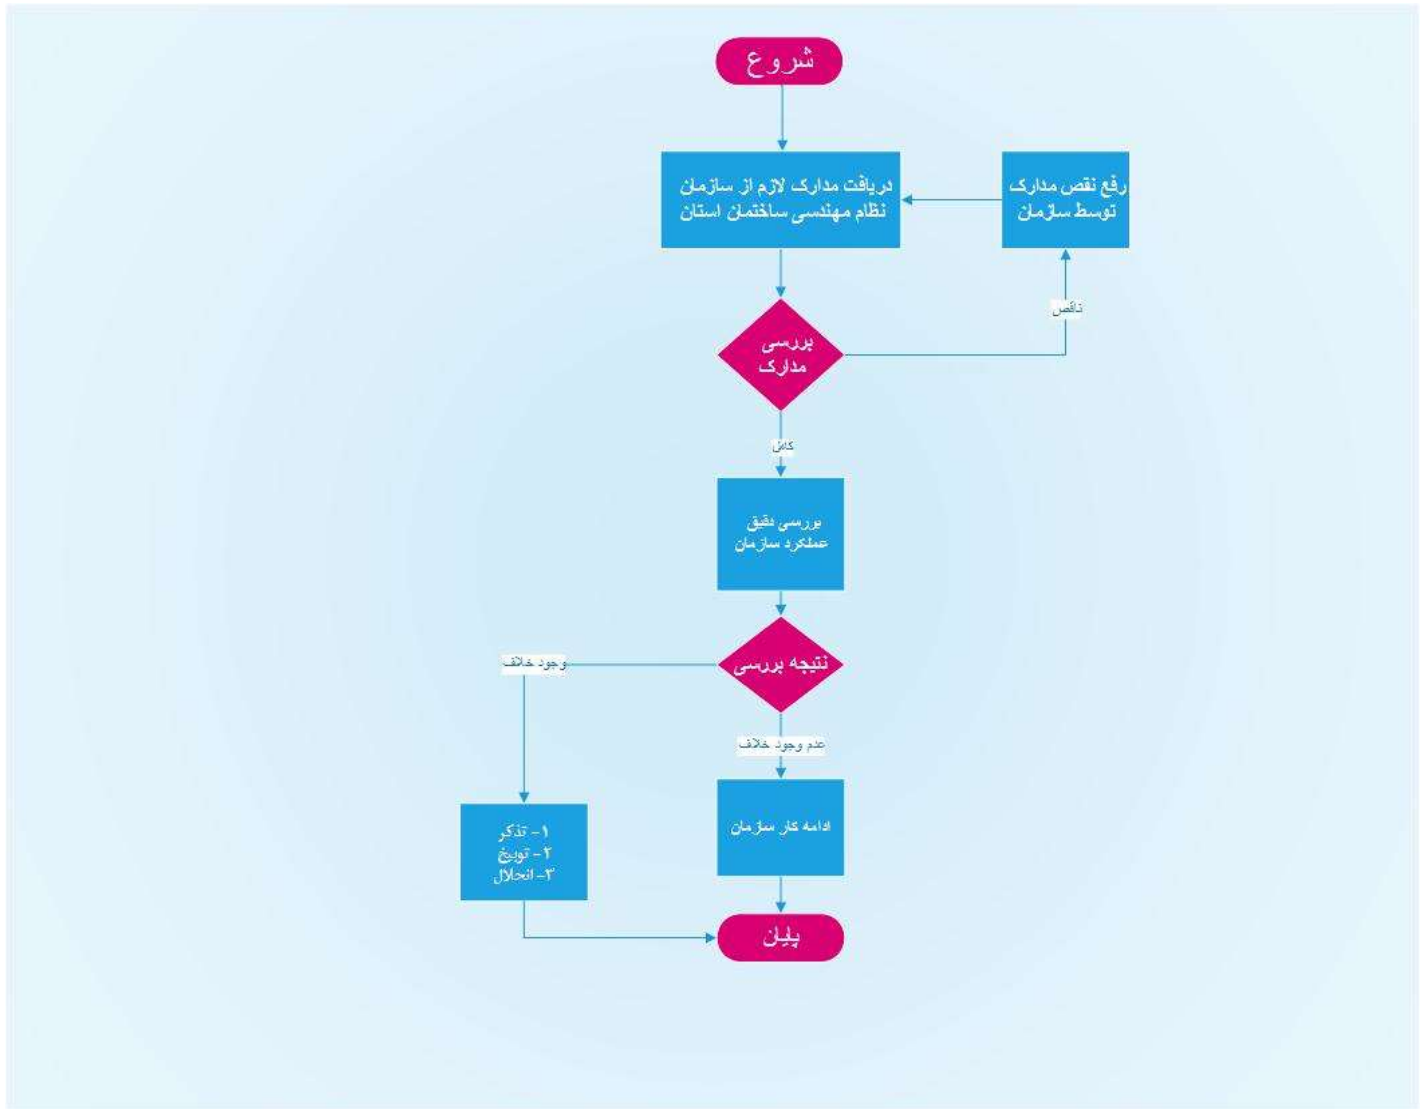 شروع
دریافت مدارک لازم از سازمان
نظام مهندسی ساختمان استان
رفع نقص مدارک
توسط سازمان
ناقص
بررسی
مدارک
کامل
بررسی دقیق
عملکرد سازمان
نتیجه بررسی
وجود خلاف
عدم وجود خلاف
ادامه کار سازمان
۱- تذکر
۲- توبیخ
۳- انحلال
پایان